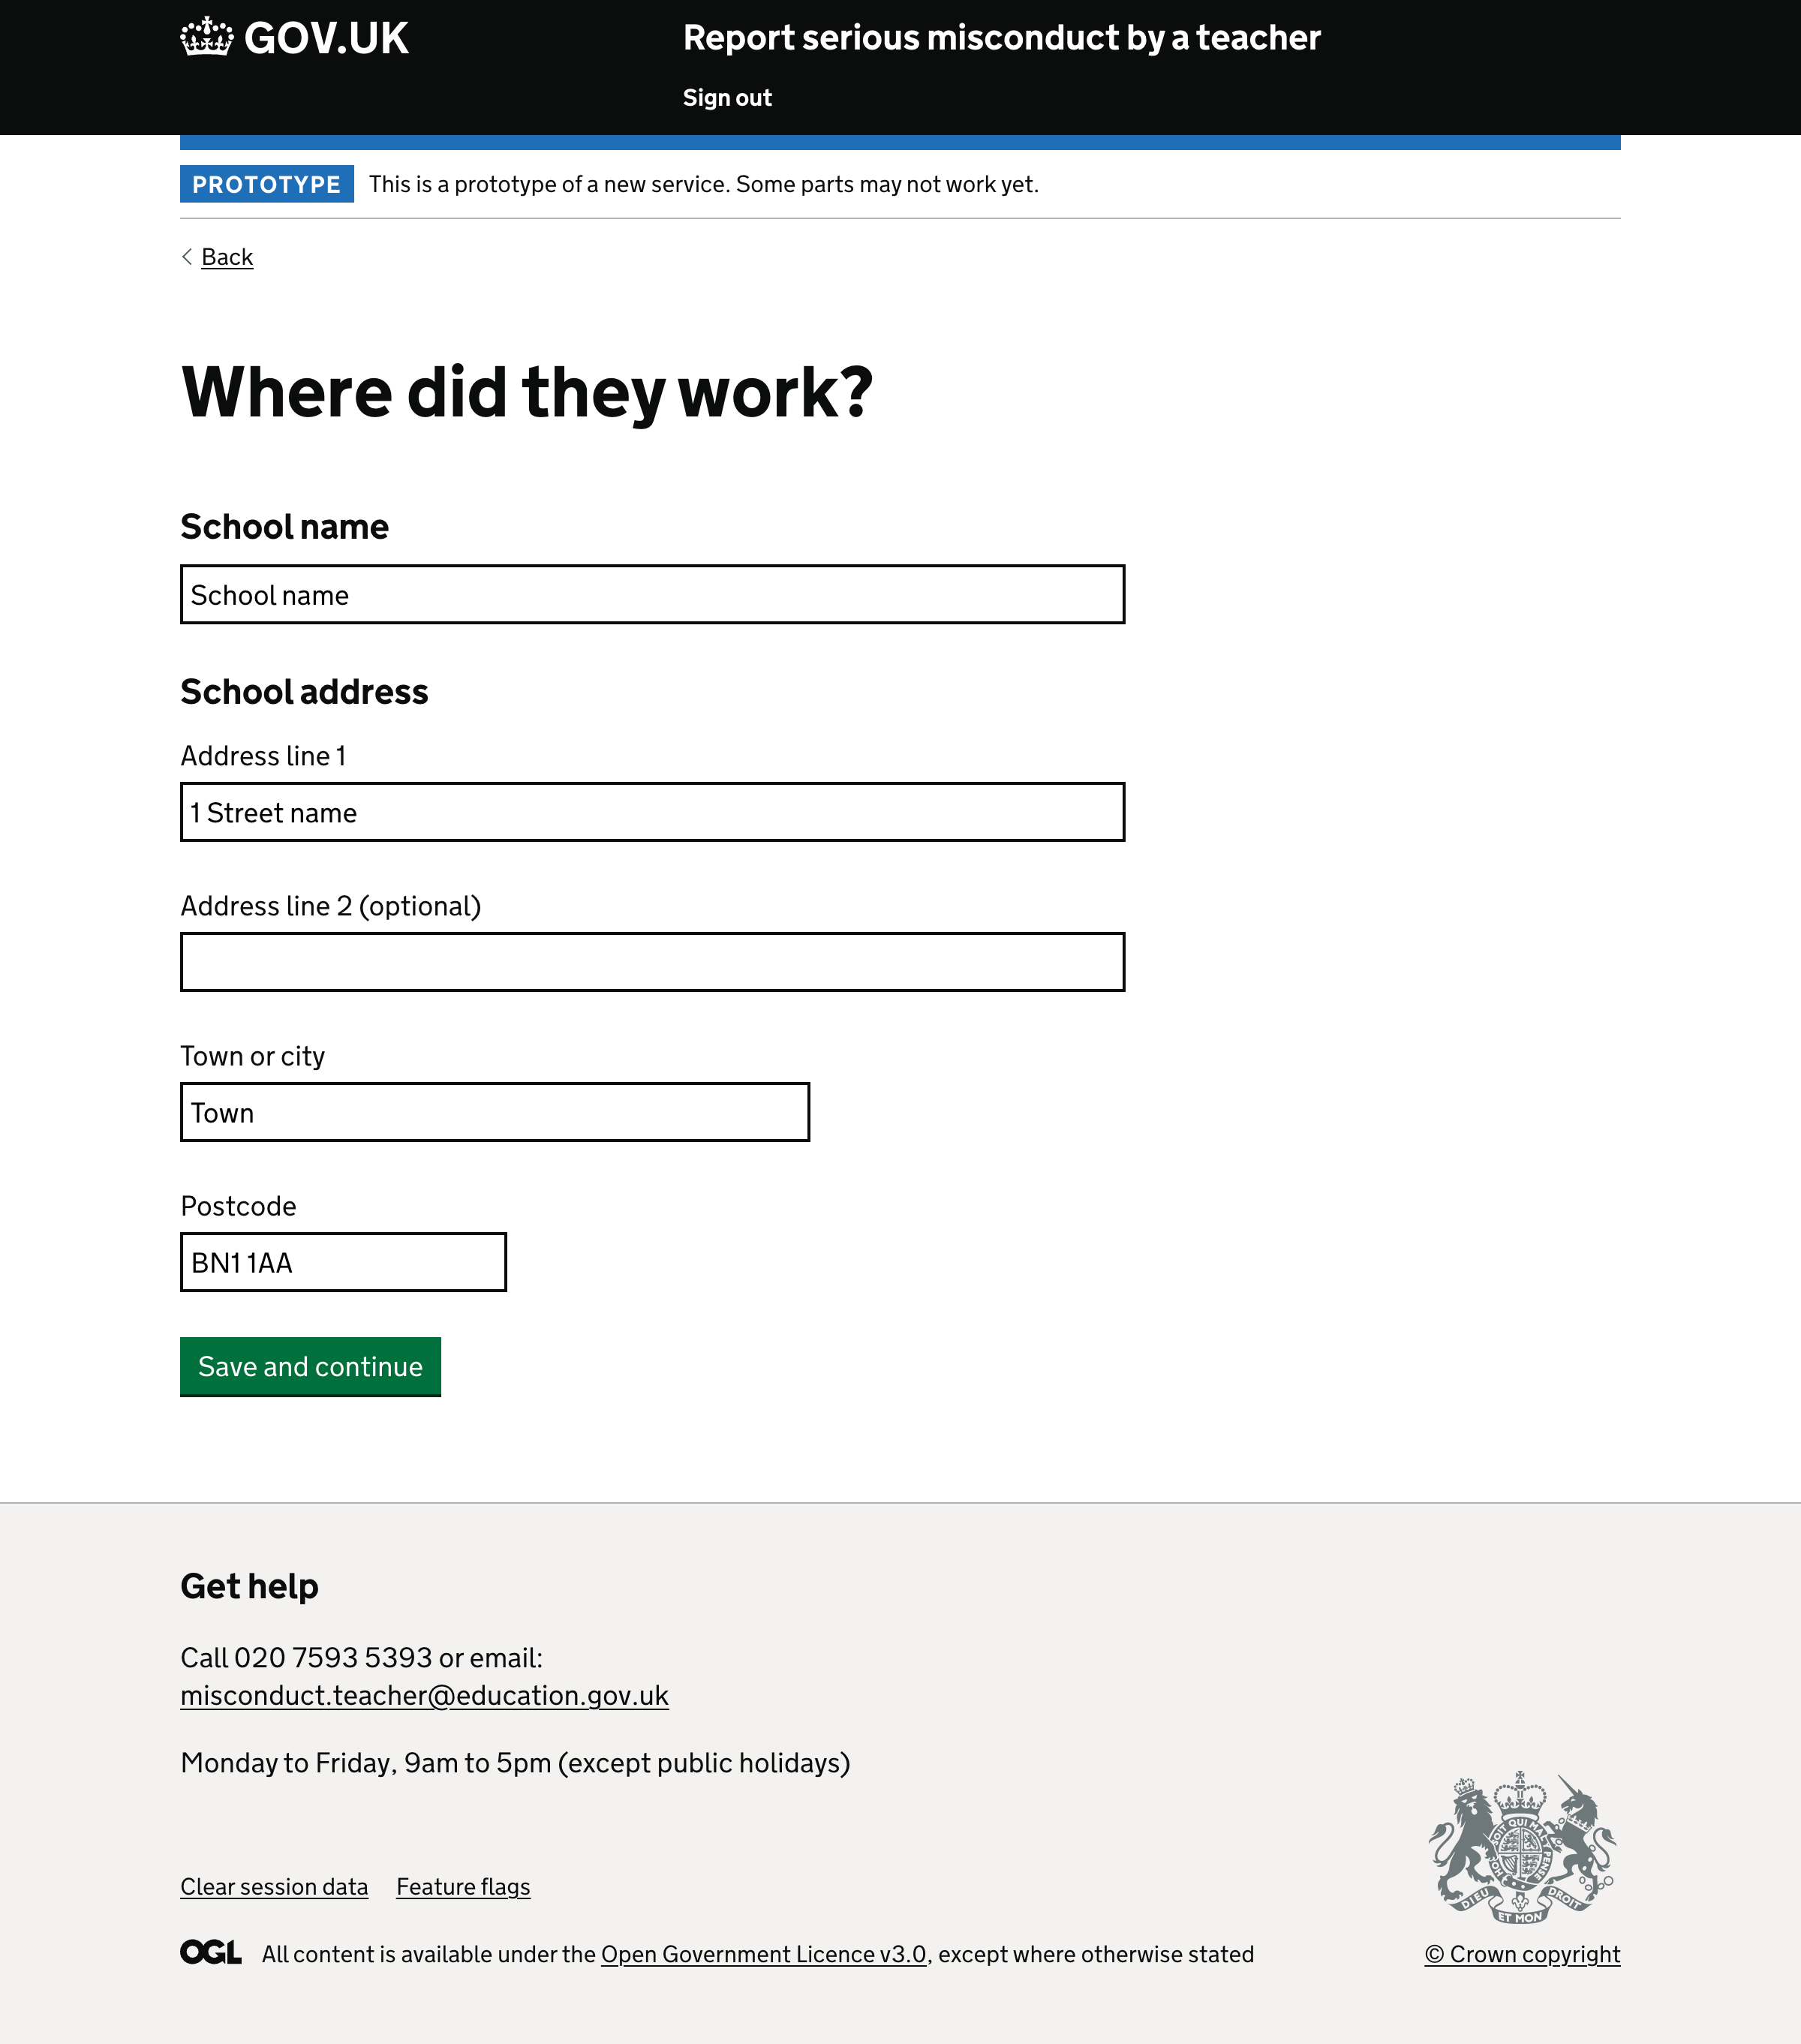 GOV.UK
Report serious misconduct by a teacher
Sign out
PROTOTYPE This is a prototype of a new service. Some parts may not work yet.
Back
Where did they work?
School name
School name
School address
Address line 1
1 Street name
Address line 2 (optional)
Town or city
Town
Postcode
BN1 1AA
Save and continue
Get help
Call 020 7593 5393 or email:
misconduct.teacher@education.gov.uk
Monday to Friday, 9am to 5pm (except public holidays)
Clear session data Feature flags
DIEU ET MON DROIT
OGL All content is available under the Open Government Licence v3.0, except where otherwise stated
© Crown copyright